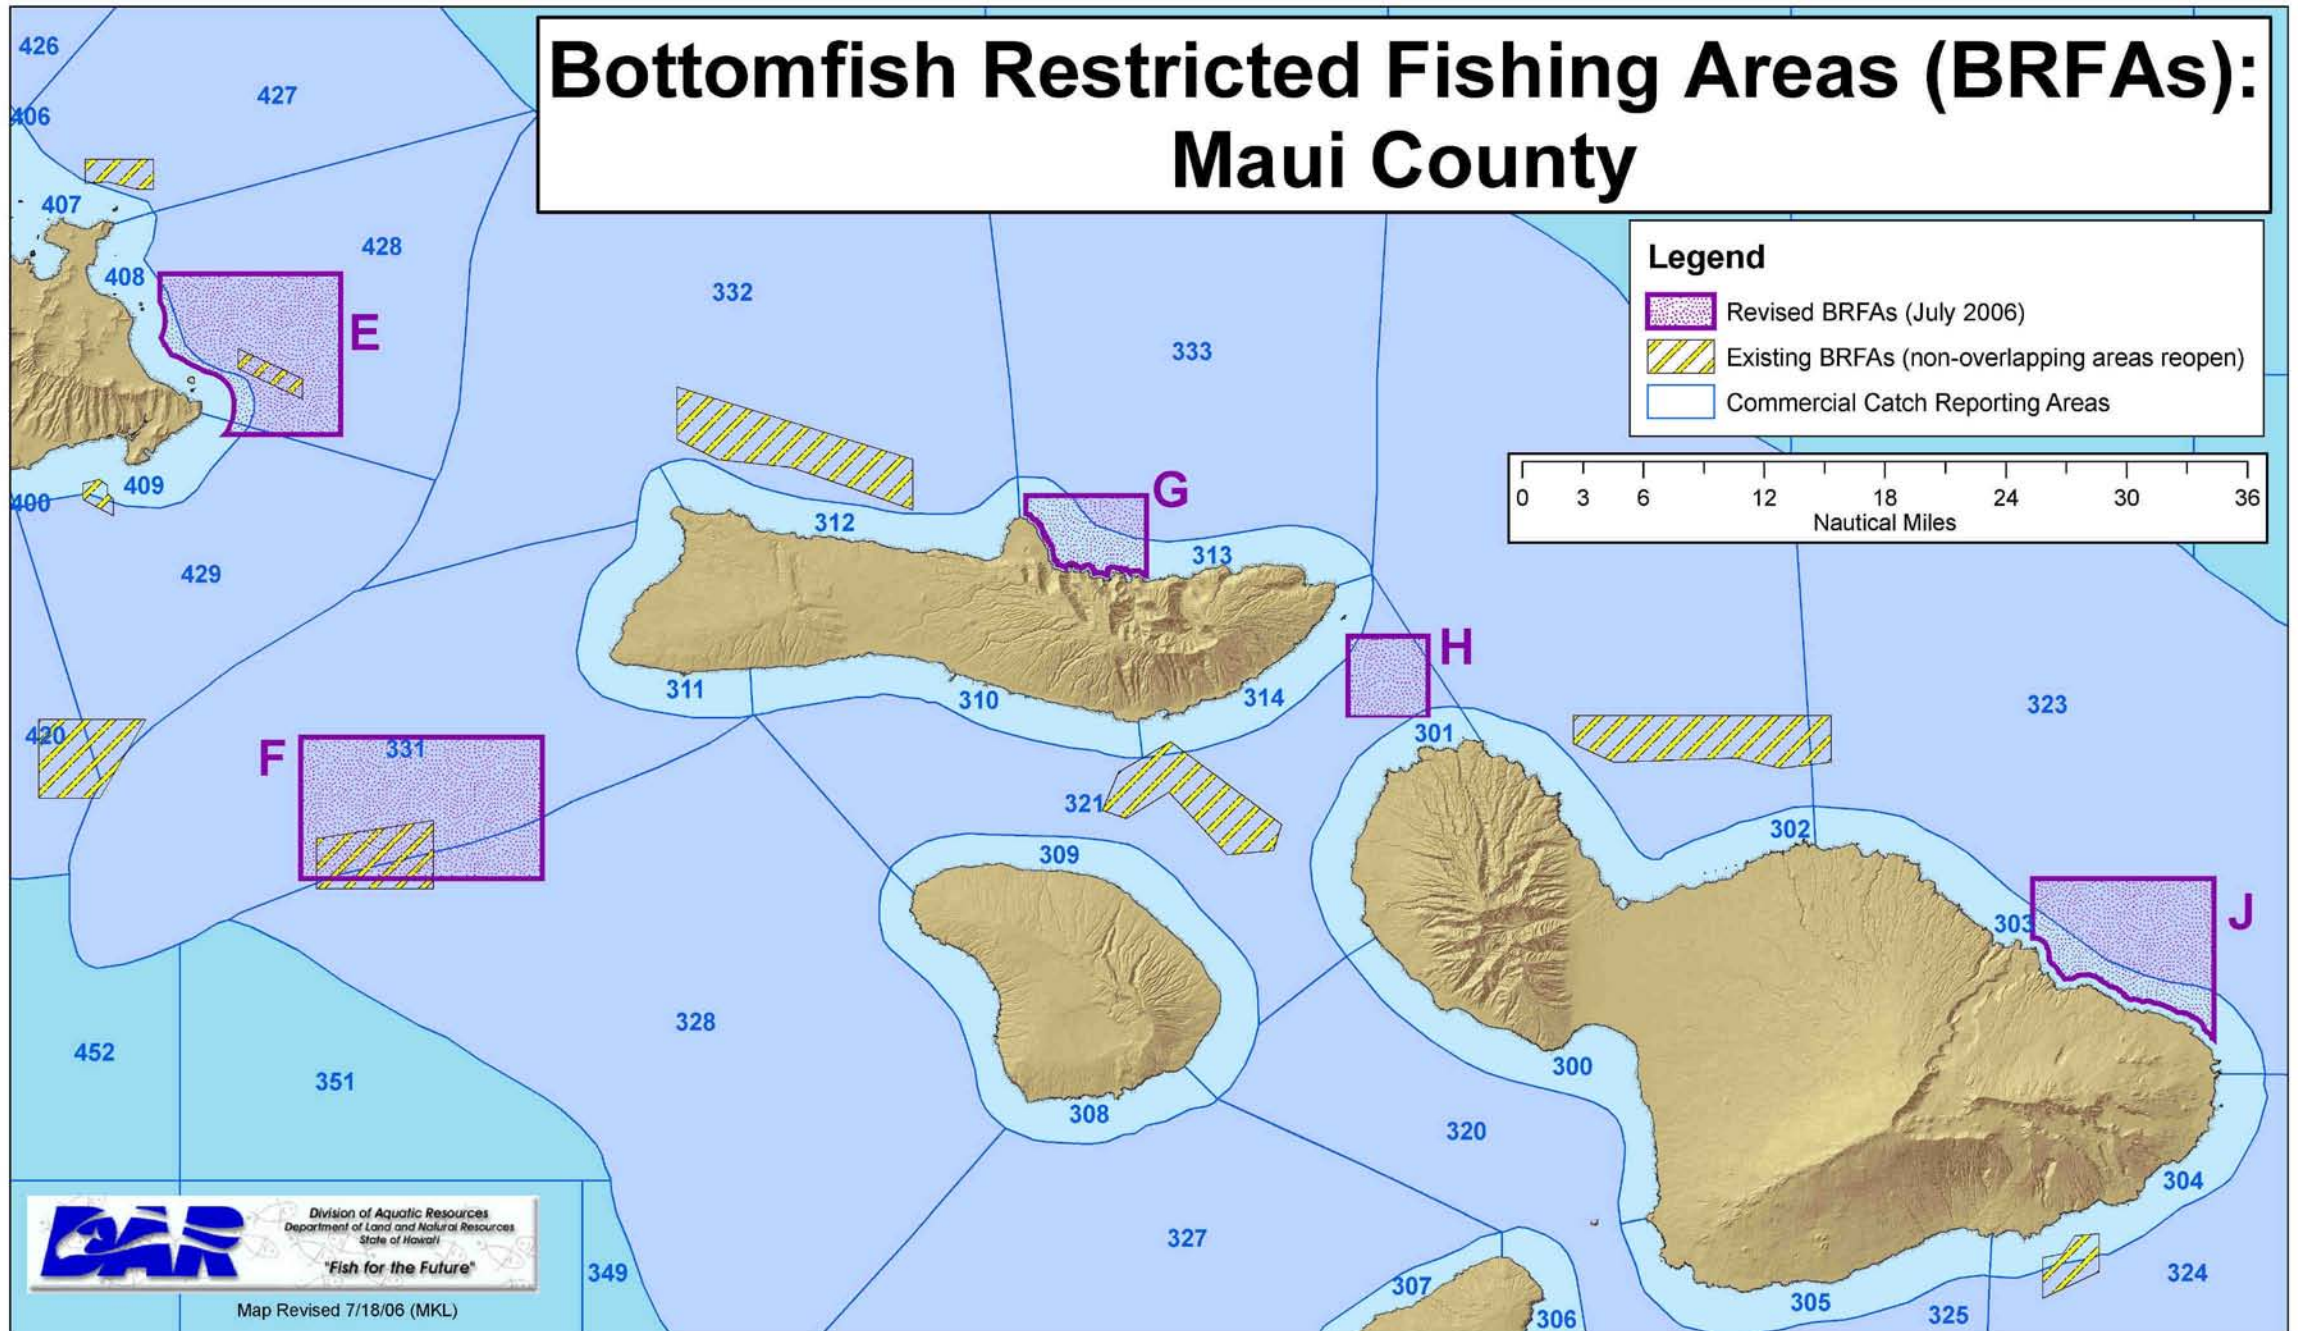 Bottomfish Restricted Fishing Areas (BRFAs):
Maui County
426
427
406
407
428
408
332
333
E
Legend
Revised BRFAs (July 2006)
Existing BRFAs (non-overlapping areas reopen)
Commercial Catch Reporting Areas
0 3 6 12 18 24 30 36
Nautical Miles
409
400
G
312
313
429
H
311
310
314
323
420
F
331
301
321
309
302
303
J
328
452
351
300
308
320
304
327
349
307
306
305
325
324
DAR
Division of Aquatic Resources
Department of Land and Natural Resources
State of Hawai'i
"Fish for the Future"
Map Revised 7/18/06 (MKL)